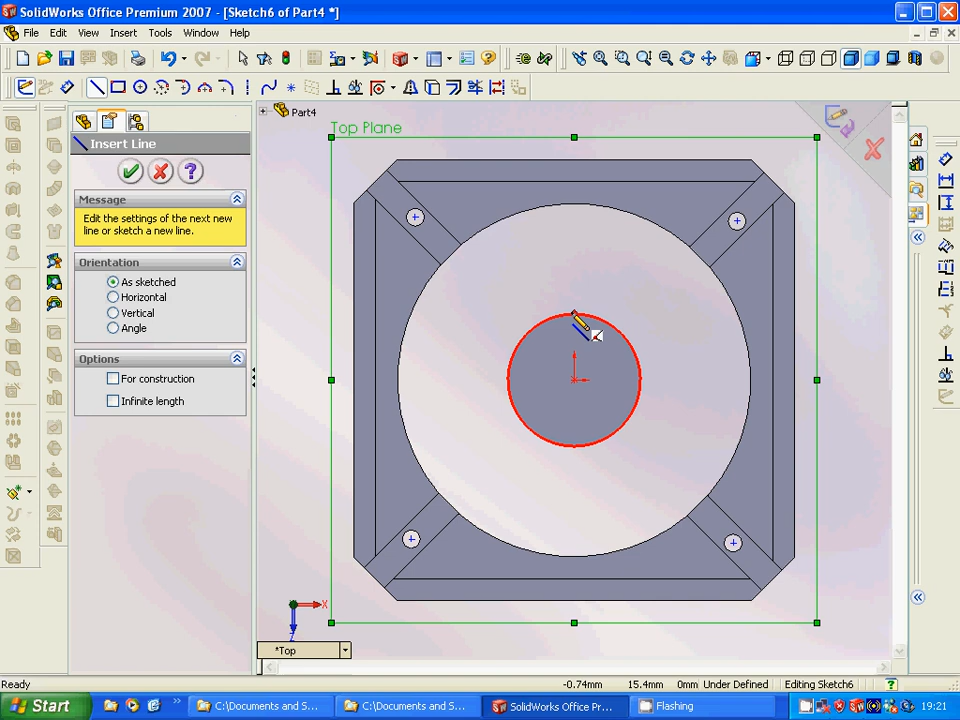 SolidWorks Office Premium 2007 - [Sketch6 of Part4 *]
File Edit View Insert Tools Window Help
Part4
Top Plane
Insert Line
Message
Edit the settings of the next new
line or sketch a new line.
Orientation
As sketched
Horizontal
Vertical
Angle
Options
For construction
Infinite length
X
Z
*Top
Ready
-0.74mm 15.4mm 0mm Under Defined Editing Sketch6
Start
C:\Documents and S...
C:\Documents and S...
SolidWorks Office Pr...
Flashing
19:21